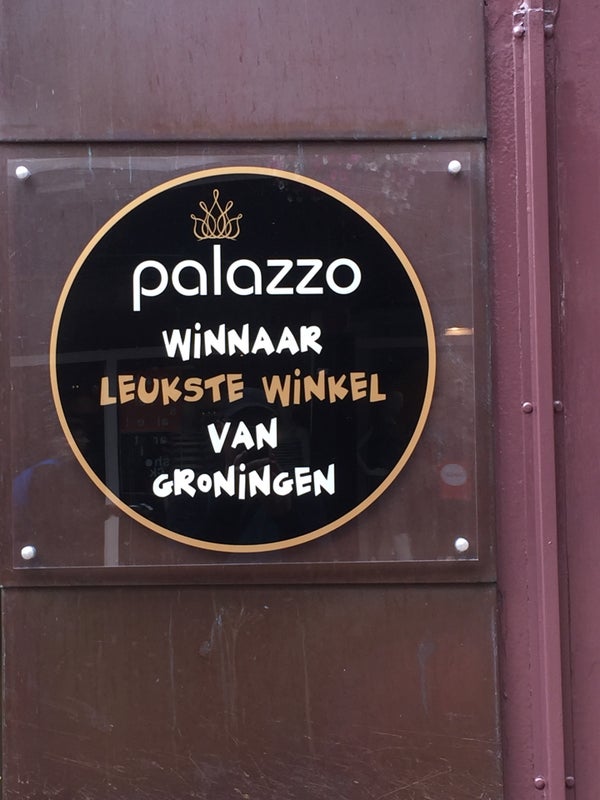 palazzo
WiNNAAR
LEUKSTE WiNKEL
VAN
GRONiNGEN